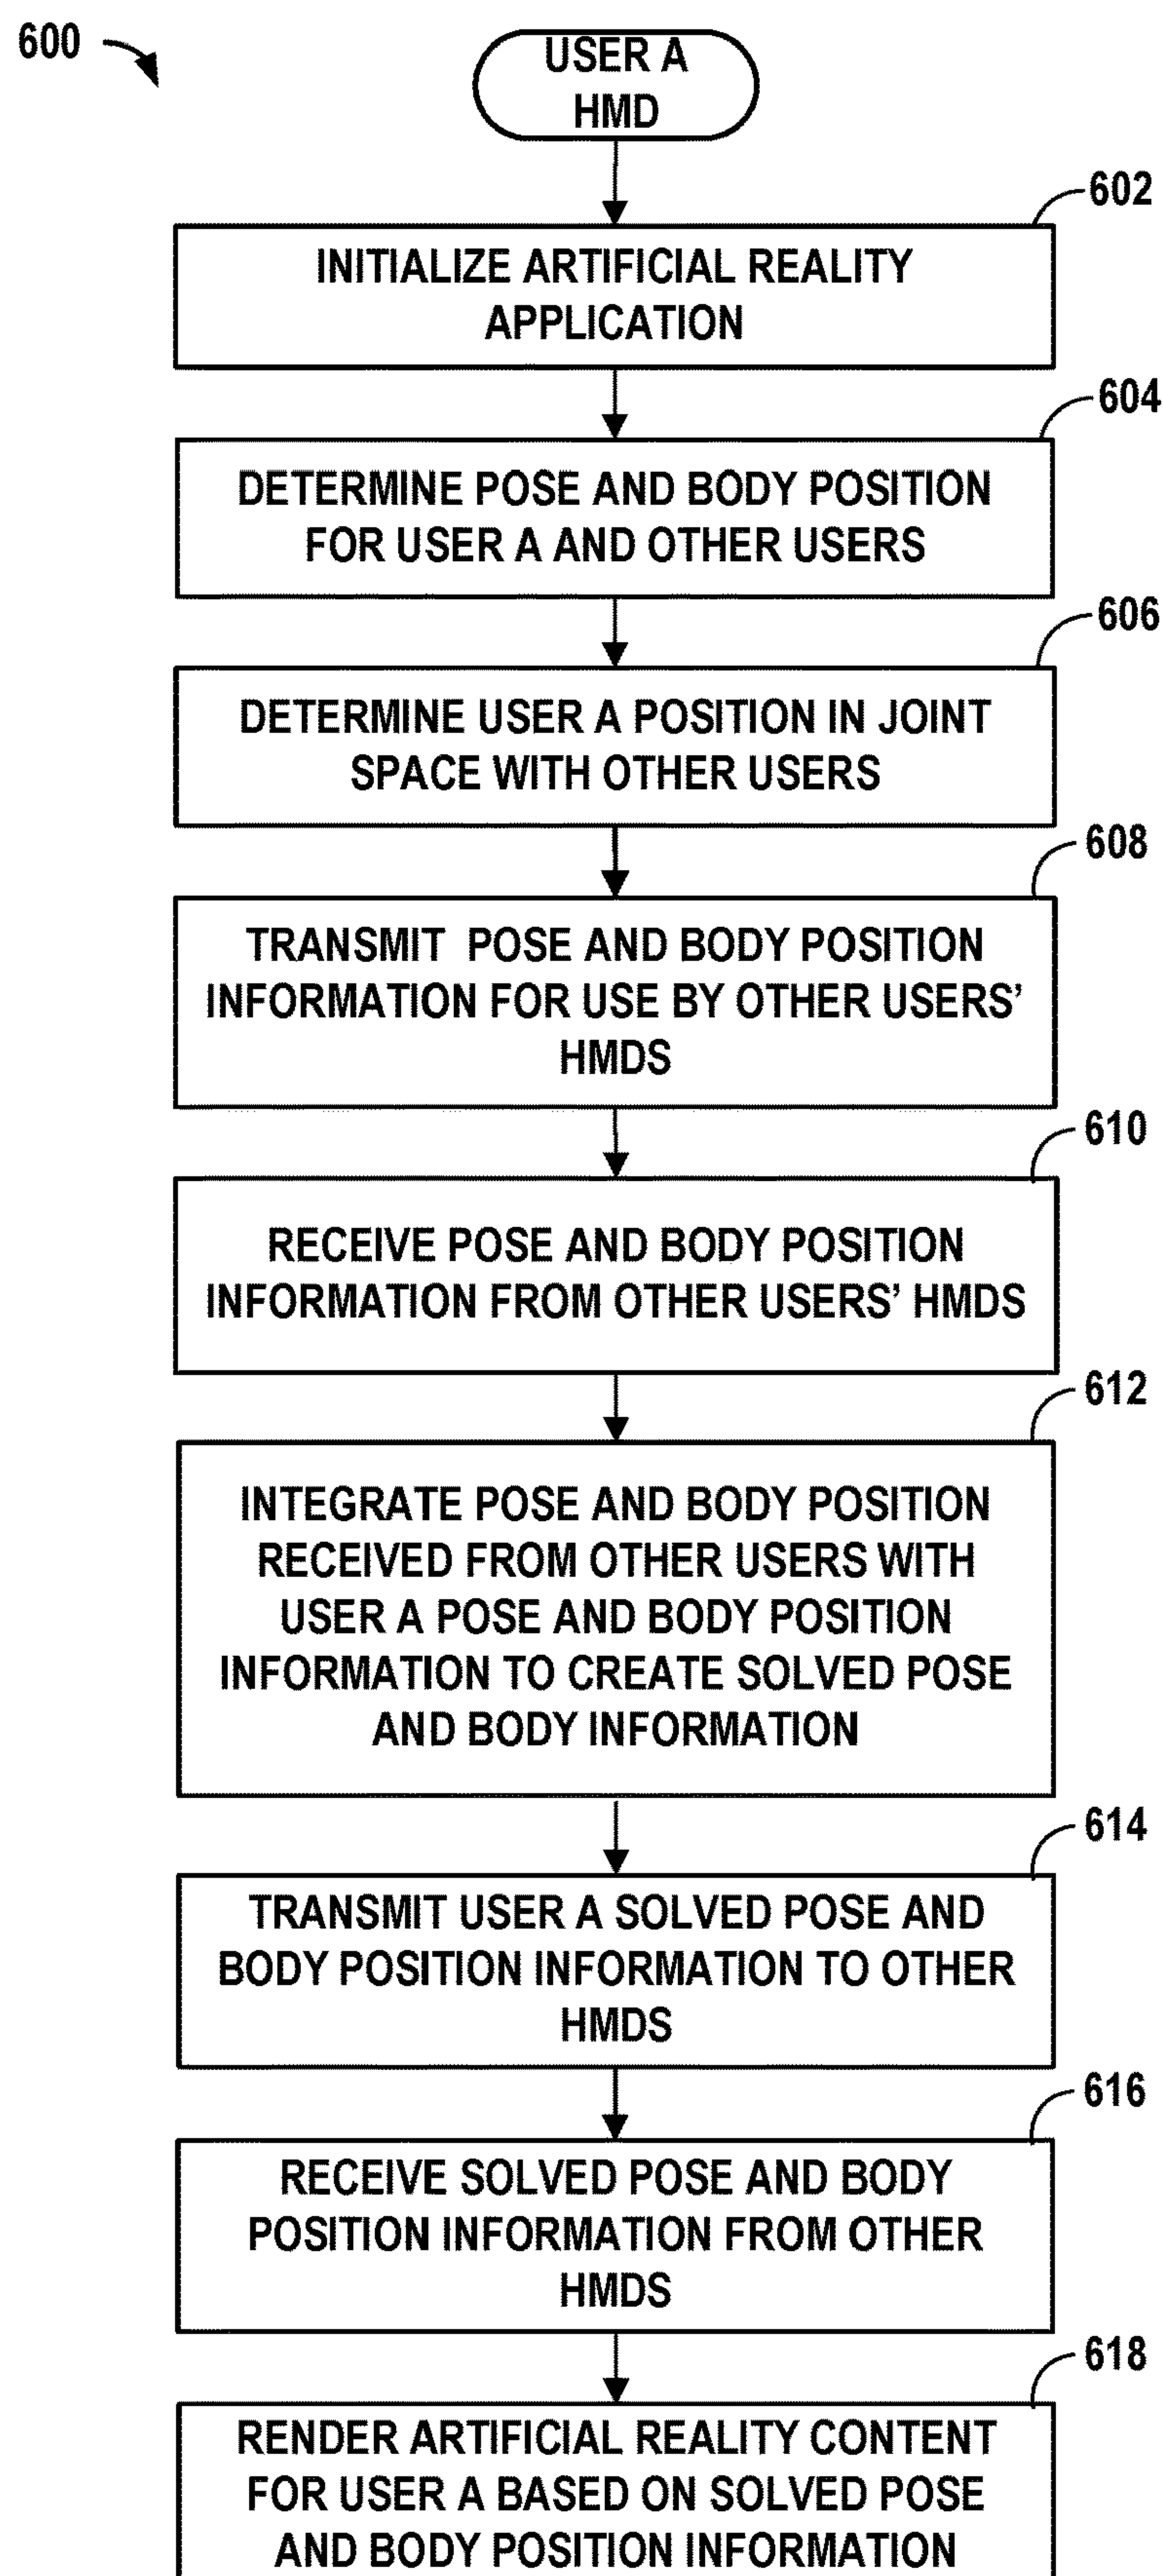 600
USER A
HMD
602
INITIALIZE ARTIFICIAL REALITY
APPLICATION
604
DETERMINE POSE AND BODY POSITION
FOR USER A AND OTHER USERS
606
DETERMINE USER A POSITION IN JOINT
SPACE WITH OTHER USERS
608
TRANSMIT POSE AND BODY POSITION
INFORMATION FOR USE BY OTHER USERS’
HMDS
610
RECEIVE POSE AND BODY POSITION
INFORMATION FROM OTHER USERS’ HMDS
612
INTEGRATE POSE AND BODY POSITION
RECEIVED FROM OTHER USERS WITH
USER A POSE AND BODY POSITION
INFORMATION TO CREATE SOLVED POSE
AND BODY INFORMATION
614
TRANSMIT USER A SOLVED POSE AND
BODY POSITION INFORMATION TO OTHER
HMDS
616
RECEIVE SOLVED POSE AND BODY
POSITION INFORMATION FROM OTHER
HMDS
618
RENDER ARTIFICIAL REALITY CONTENT
FOR USER A BASED ON SOLVED POSE
AND BODY POSITION INFORMATION